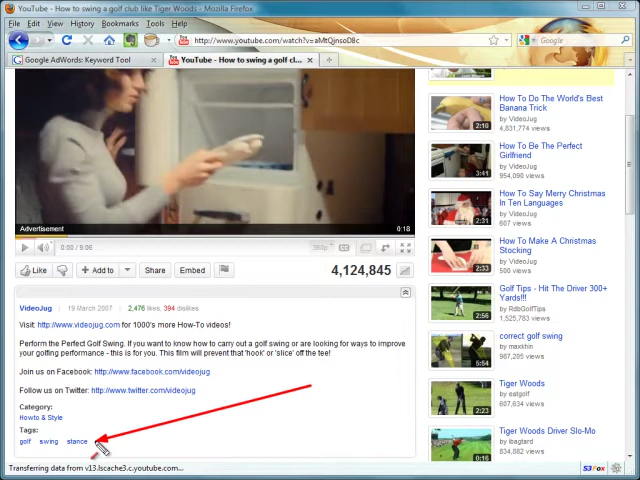 YouTube - How to swing a golf club like Tiger Woods - Mozilla Firefox
File Edit View History Bookmarks Tools Help
http://www.youtube.com/watch?v=aMtQjnsoD8c
Google
Google AdWords: Keyword Tool
YouTube - How to swing a golf cl...
Advertisement
0:18
0:00 / 9:06
360p
CC
Like
Add to
Share
Embed
4,124,845
VideoJug 19 March 2007 2,476 likes, 394 dislikes
Visit: http://www.videojug.com for 1000's more How-To videos!
Perform the Perfect Golf Swing. If you want to know how to carry out a golf swing or are looking for ways to improve
your golfing performance - this is for you. This film will prevent that 'hook' or 'slice' off the tee!
Join us on Facebook: http://www.facebook.com/videojug
Follow us on Twitter: http://www.twitter.com/videojug
Category:
Howto & Style
Tags:
golf swing stance
How To Do The World's Best
Banana Trick
by VideoJug
4,831,774 views
2:10
How To Be The Perfect
Girlfriend
by VideoJug
954,090 views
3:41
How To Say Merry Christmas
In Ten Languages
by VideoJug
607 views
2:31
How To Make A Christmas
Stocking
by VideoJug
500 views
2:33
Golf Tips - Hit The Driver 300+
Yards!!!
by RdbGolfTips
1,525,783 views
2:56
correct golf swing
by maxkhin
987,205 views
5:54
Tiger Woods
by eatgolf
607,634 views
2:23
Tiger Woods Driver Slo-Mo
by ibagtard
834,882 views
0:16
Transferring data from v13.lscache3.c.youtube.com...
S3Fox